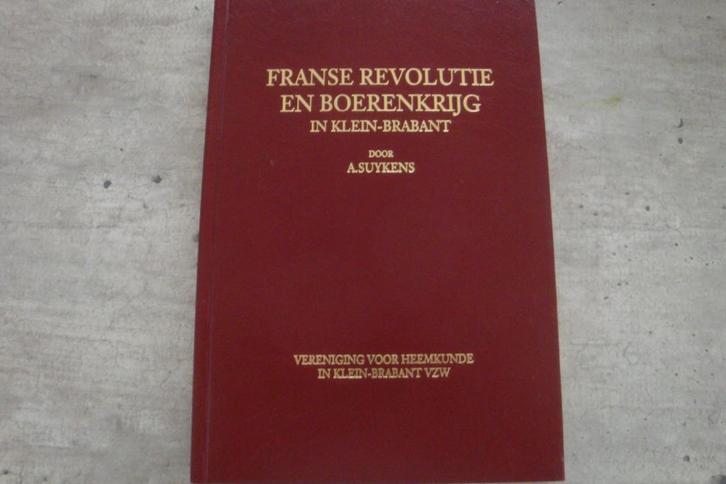 FRANSE REVOLUTIE
EN BOERENKRIJG
IN KLEIN-BRABANT
DOOR
A.SUYKENS
VERENIGING VOOR HEEMKUNDE
IN KLEIN-BRABANT VZW